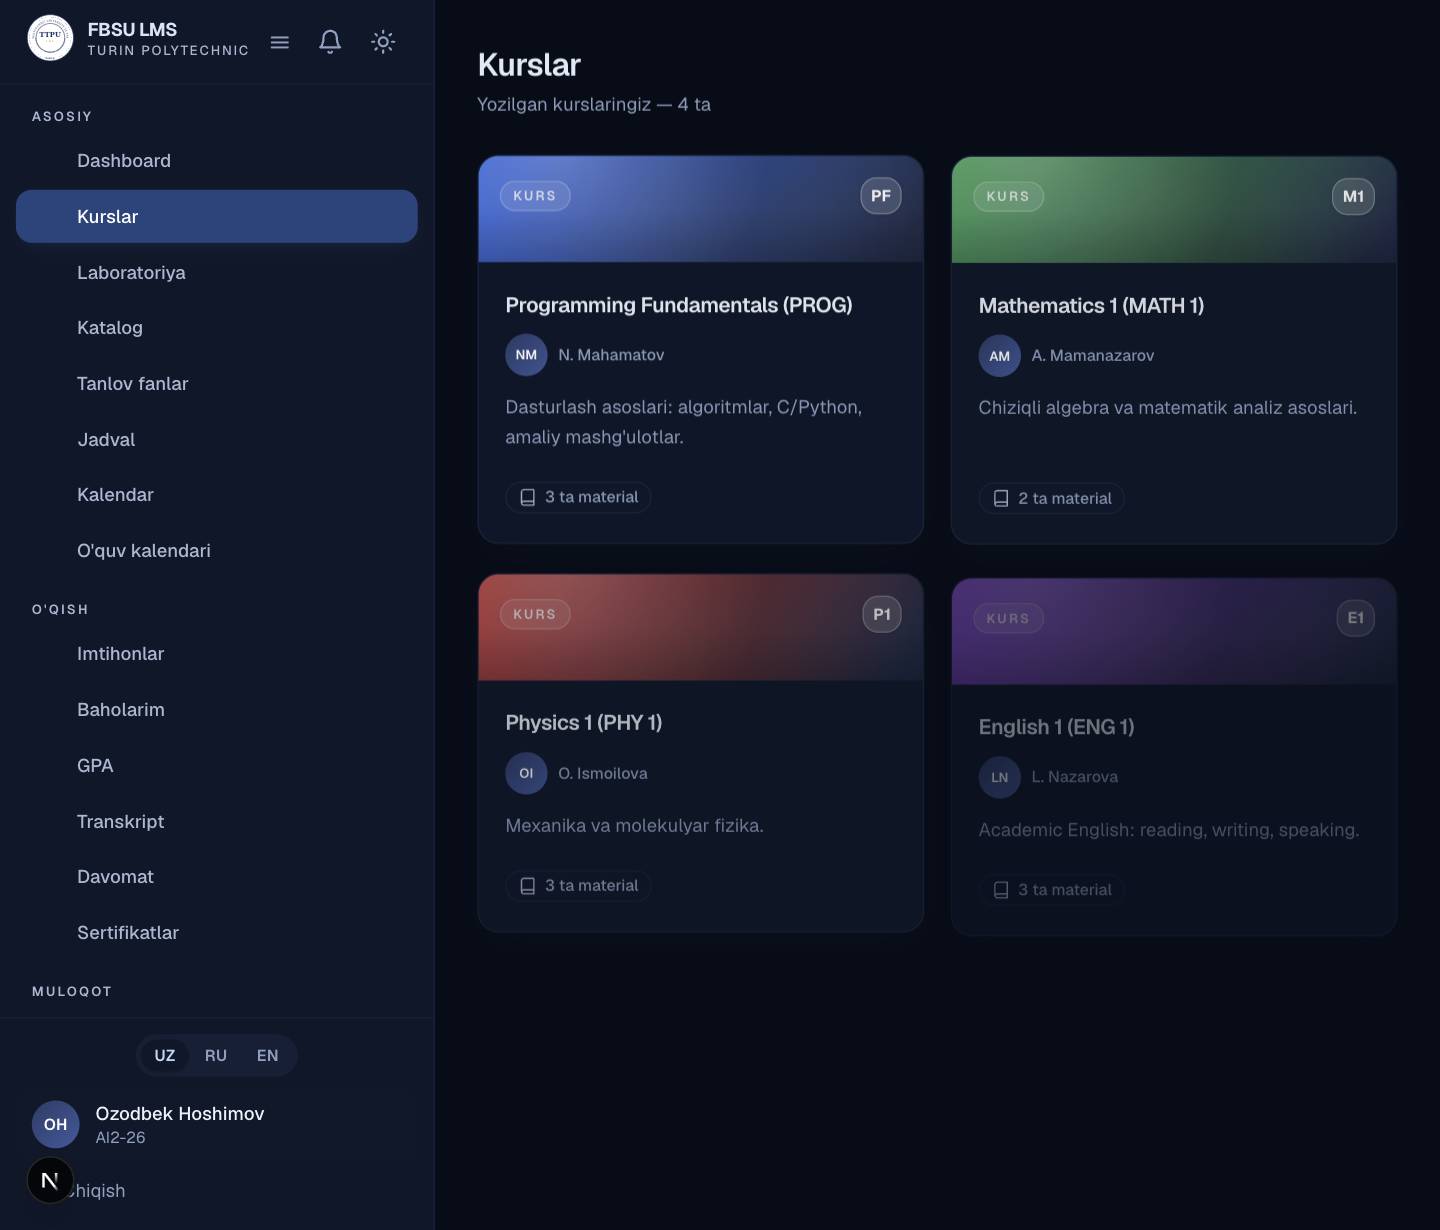 TTPU
FBSU LMS
TURIN POLYTECHNIC
ASOSIY
Dashboard
Kurslar
Laboratoriya
Katalog
Tanlov fanlar
Jadval
Kalendar
O'quv kalendari
O'QISH
Imtihonlar
Baholarim
GPA
Transkript
Davomat
Sertifikatlar
MULOQOT
UZ RU EN
OH
Ozodbek Hoshimov
AI2-26
N
hiqish
Kurslar
Yozilgan kurslaringiz — 4 ta
KURS
PF
Programming Fundamentals (PROG)
NM
N. Mahamatov
Dasturlash asoslari: algoritmlar, C/Python,
amaliy mashg'ulotlar.
3 ta material
KURS
M1
Mathematics 1 (MATH 1)
AM
A. Mamanazarov
Chiziqli algebra va matematik analiz asoslari.
2 ta material
KURS
P1
Physics 1 (PHY 1)
OI
O. Ismoilova
Mexanika va molekulyar fizika.
3 ta material
KURS
E1
English 1 (ENG 1)
LN
L. Nazarova
Academic English: reading, writing, speaking.
3 ta material